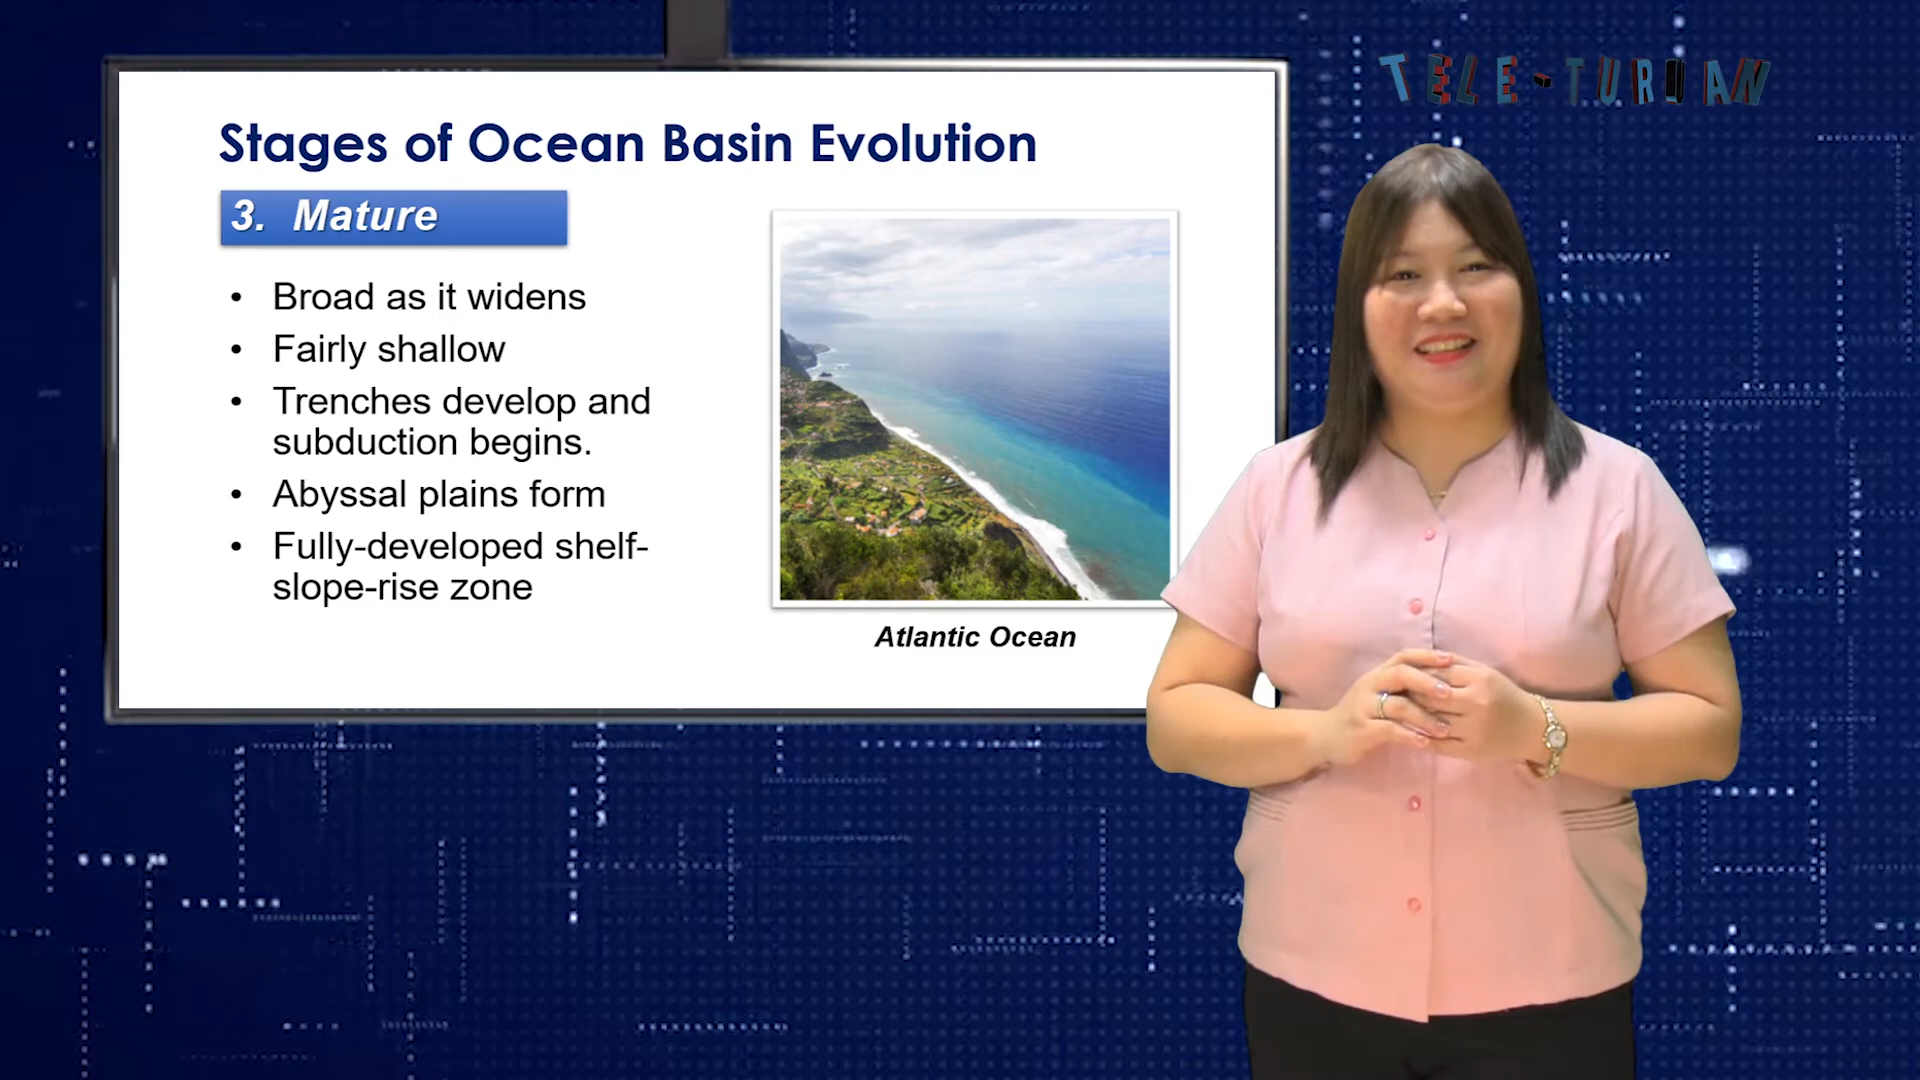 TELE-TURUAN
Stages of Ocean Basin Evolution
3. Mature
• Broad as it widens
• Fairly shallow
• Trenches develop and
subduction begins.
• Abyssal plains form
• Fully-developed shelf-
slope-rise zone
Atlantic Ocean